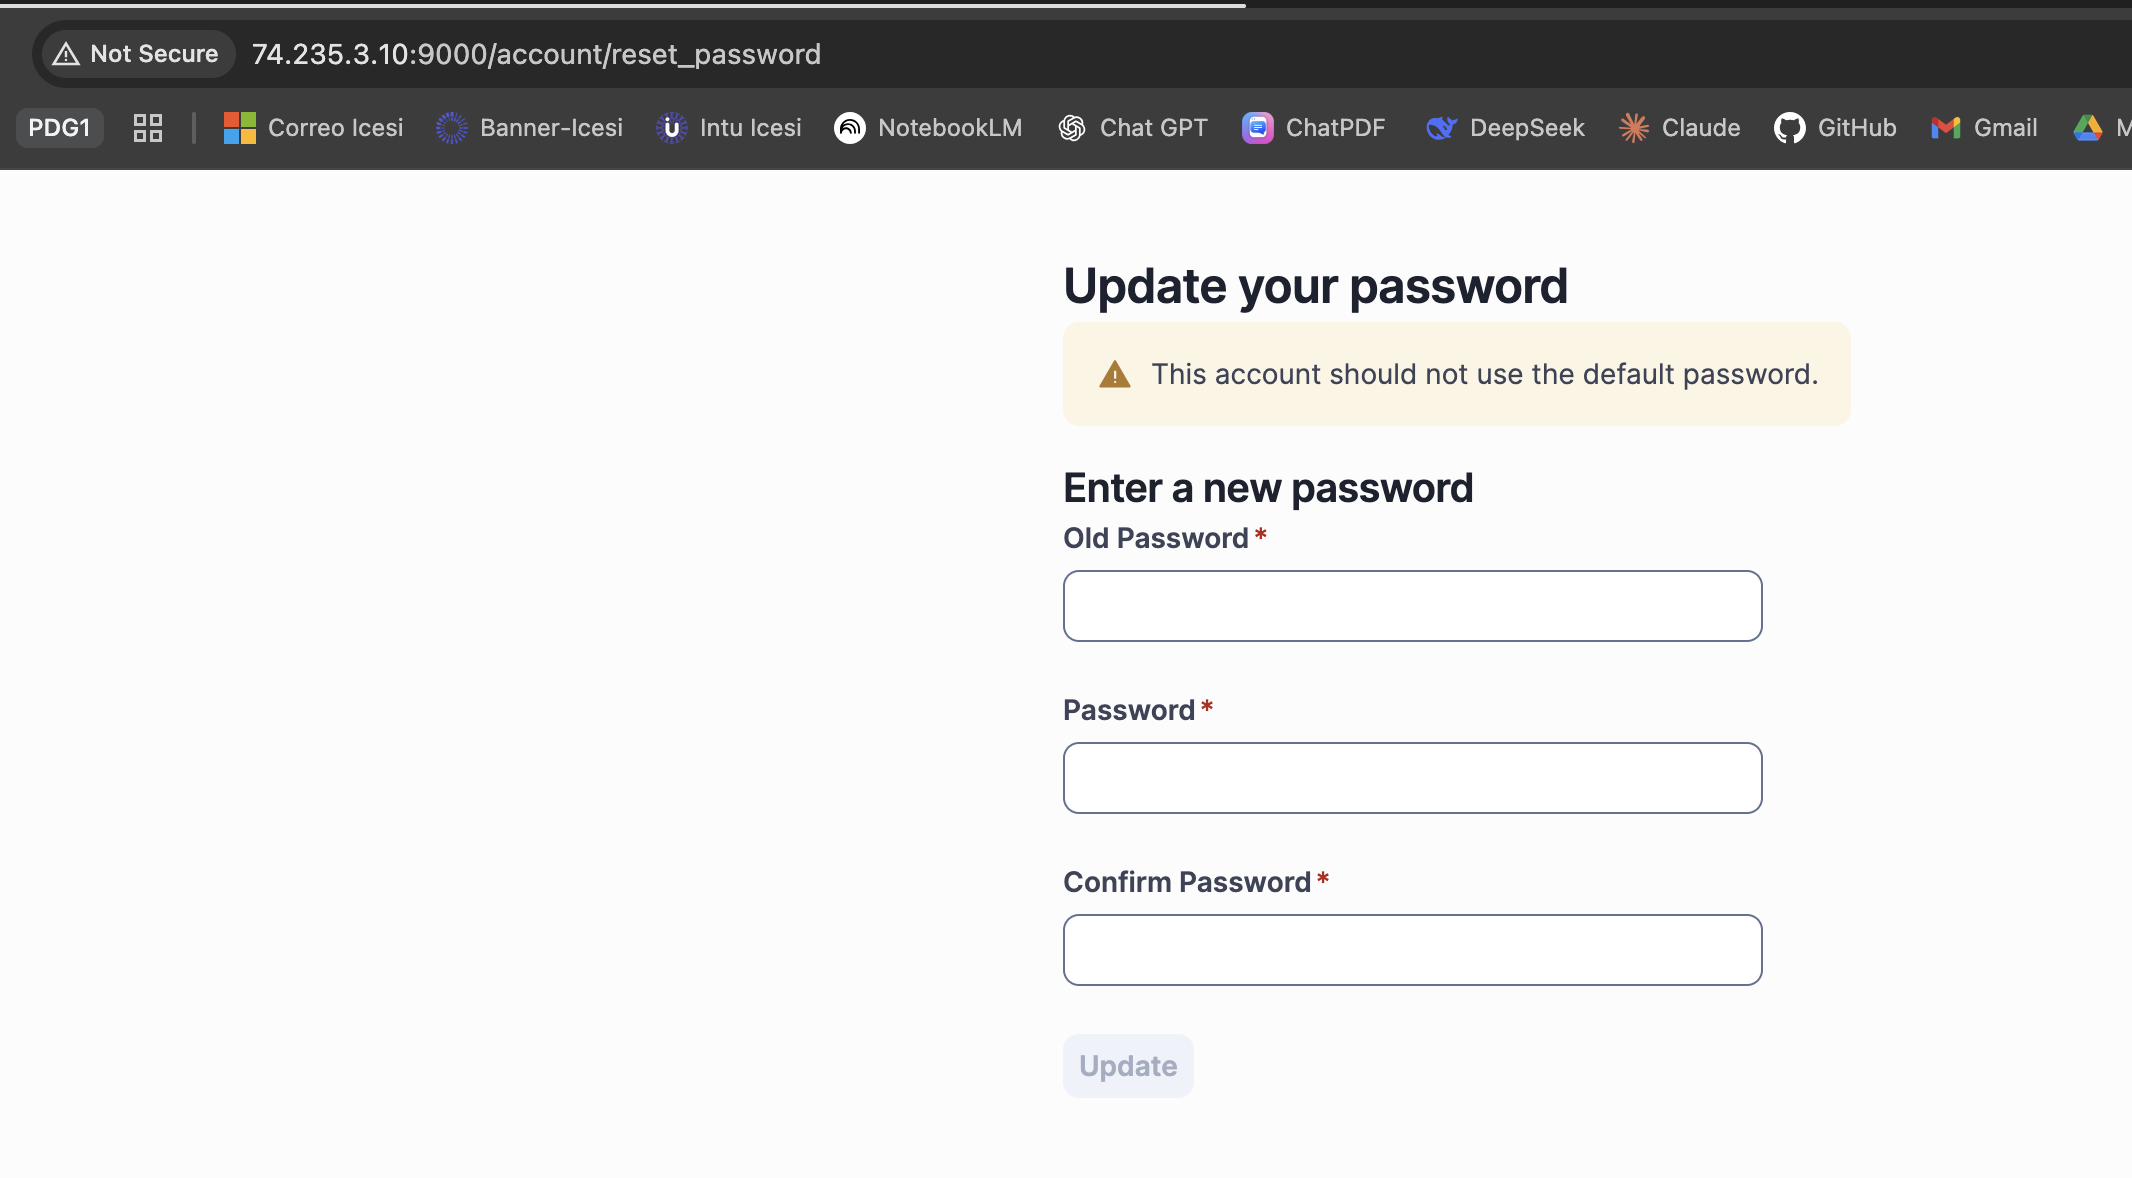 Not Secure 74.235.3.10:9000/account/reset_password
PDG1 Correo Icesi Banner-Icesi Intu Icesi NotebookLM Chat GPT ChatPDF DeepSeek Claude GitHub Gmail
Update your password
This account should not use the default password.
Enter a new password
Old Password *
Password *
Confirm Password *
Update